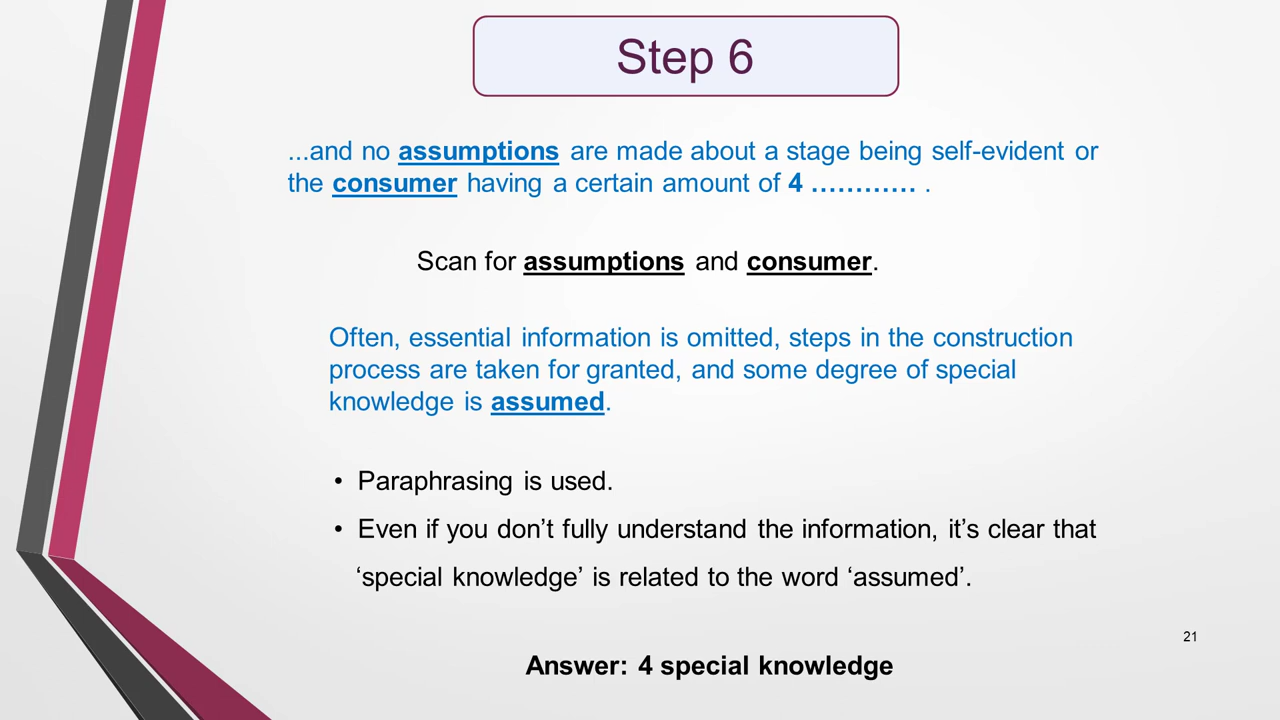 Step 6
...and no assumptions are made about a stage being self-evident or
the consumer having a certain amount of 4 ………… .
Scan for assumptions and consumer.
Often, essential information is omitted, steps in the construction
process are taken for granted, and some degree of special
knowledge is assumed.
• Paraphrasing is used.
• Even if you don’t fully understand the information, it’s clear that
‘special knowledge’ is related to the word ‘assumed’.
21
Answer: 4 special knowledge